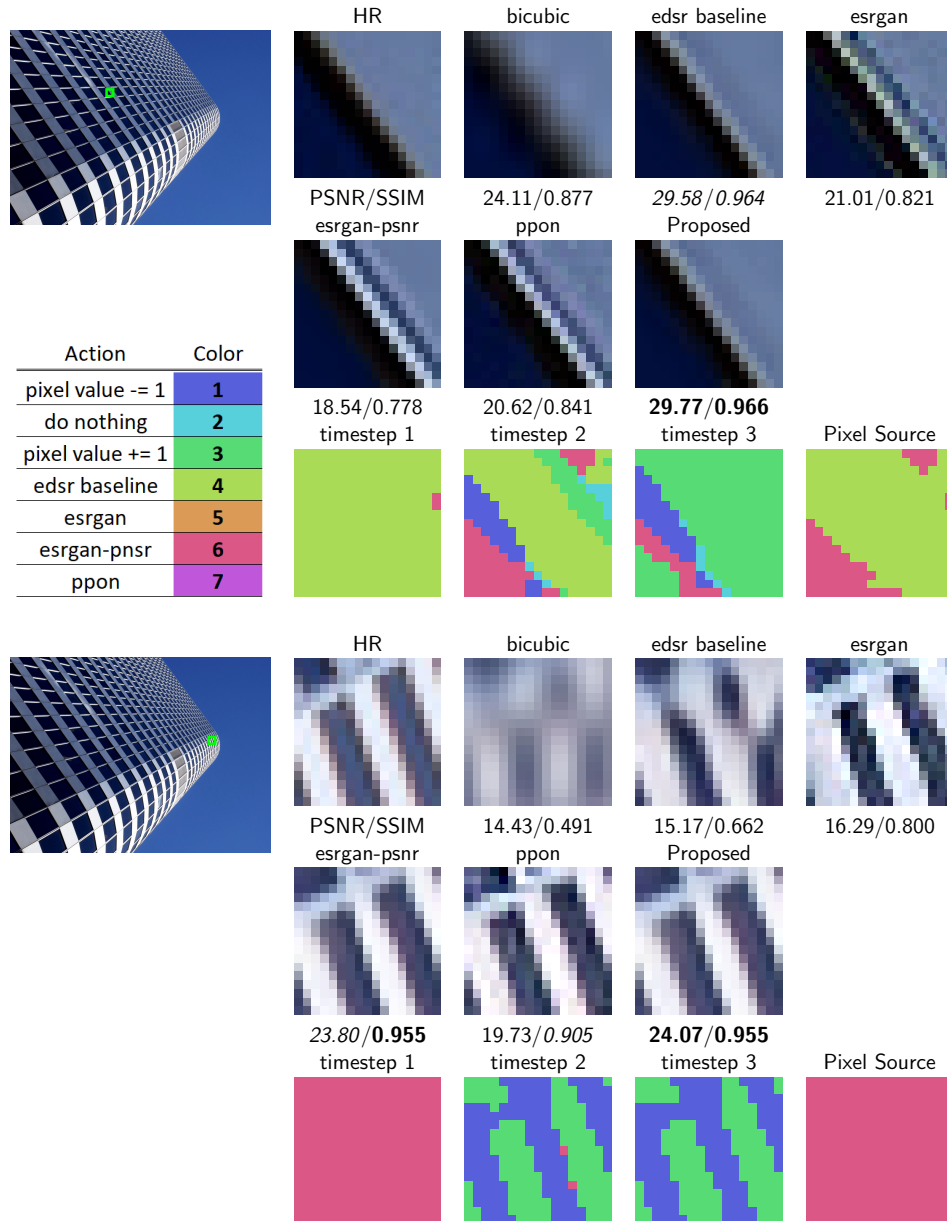 HR bicubic edsr baseline esrgan
PSNR/SSIM 24.11/0.877 29.58/0.964 21.01/0.821
esrgan-psnr ppon Proposed
18.54/0.778 20.62/0.841 29.77/0.966
Action Color
pixel value -= 1 1
do nothing 2
pixel value += 1 3
edsr baseline 4
esrgan 5
esrgan-pnsr 6
ppon 7
timestep 1 timestep 2 timestep 3 Pixel Source
HR bicubic edsr baseline esrgan
PSNR/SSIM 14.43/0.491 15.17/0.662 16.29/0.800
esrgan-psnr ppon Proposed
23.80/0.955 19.73/0.905 24.07/0.955
timestep 1 timestep 2 timestep 3 Pixel Source